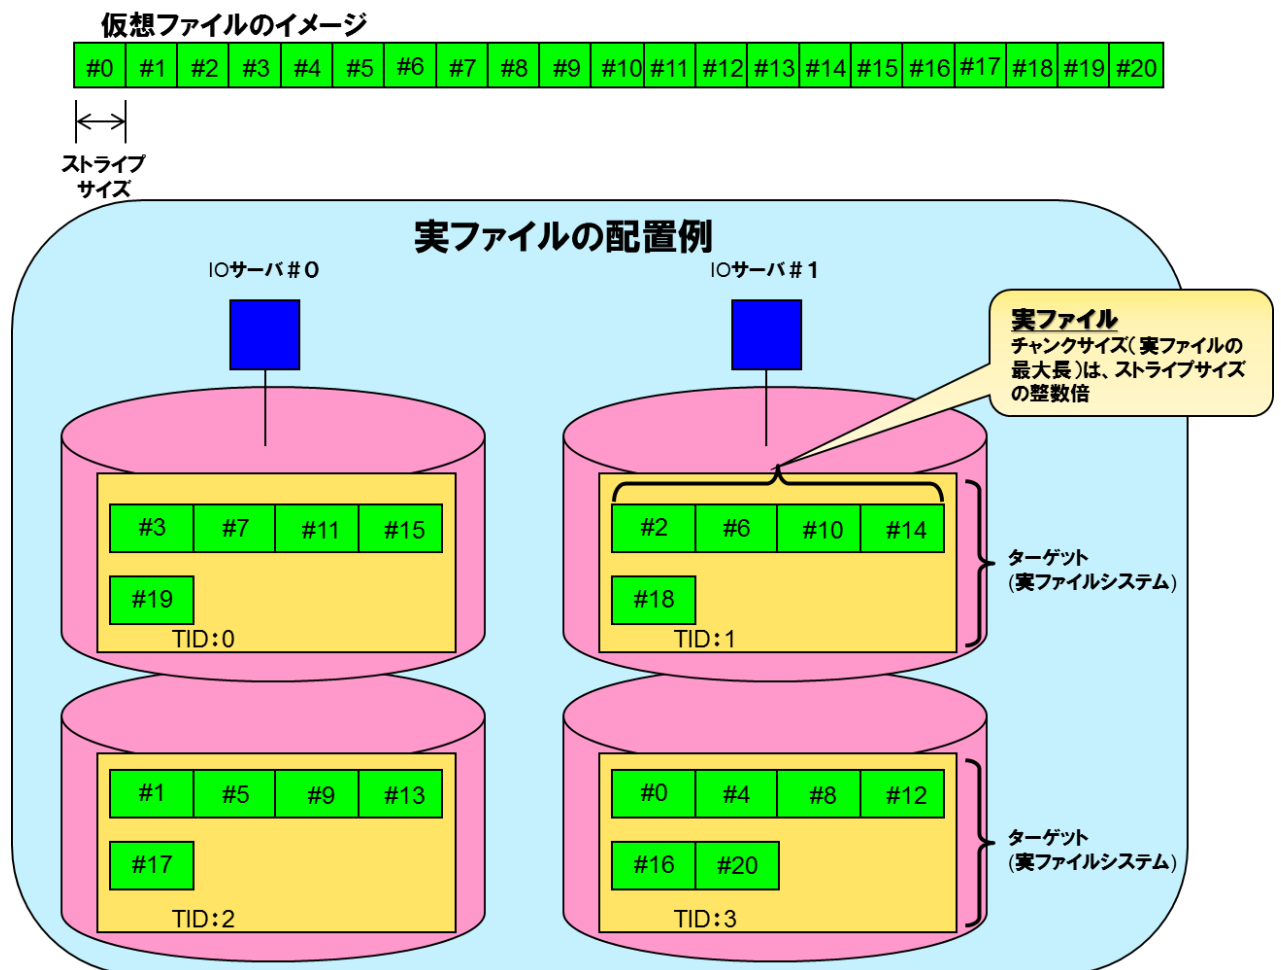 仮想ファイルのイメージ
#0 #1 #2 #3 #4 #5 #6 #7 #8 #9 #10 #11 #12 #13 #14 #15 #16 #17 #18 #19 #20
ストライプ
サイズ
実ファイルの配置例
IOサーバ#0
IOサーバ#1
実ファイル
チャンクサイズ(実ファイルの
最大長)は、ストライプサイズ
の整数倍
#3 #7 #11 #15
#19
TID:0
#2 #6 #10 #14
#18
TID:1
ターゲット
(実ファイルシステム)
#1 #5 #9 #13
#17
TID:2
#0 #4 #8 #12
#16 #20
TID:3
ターゲット
(実ファイルシステム)